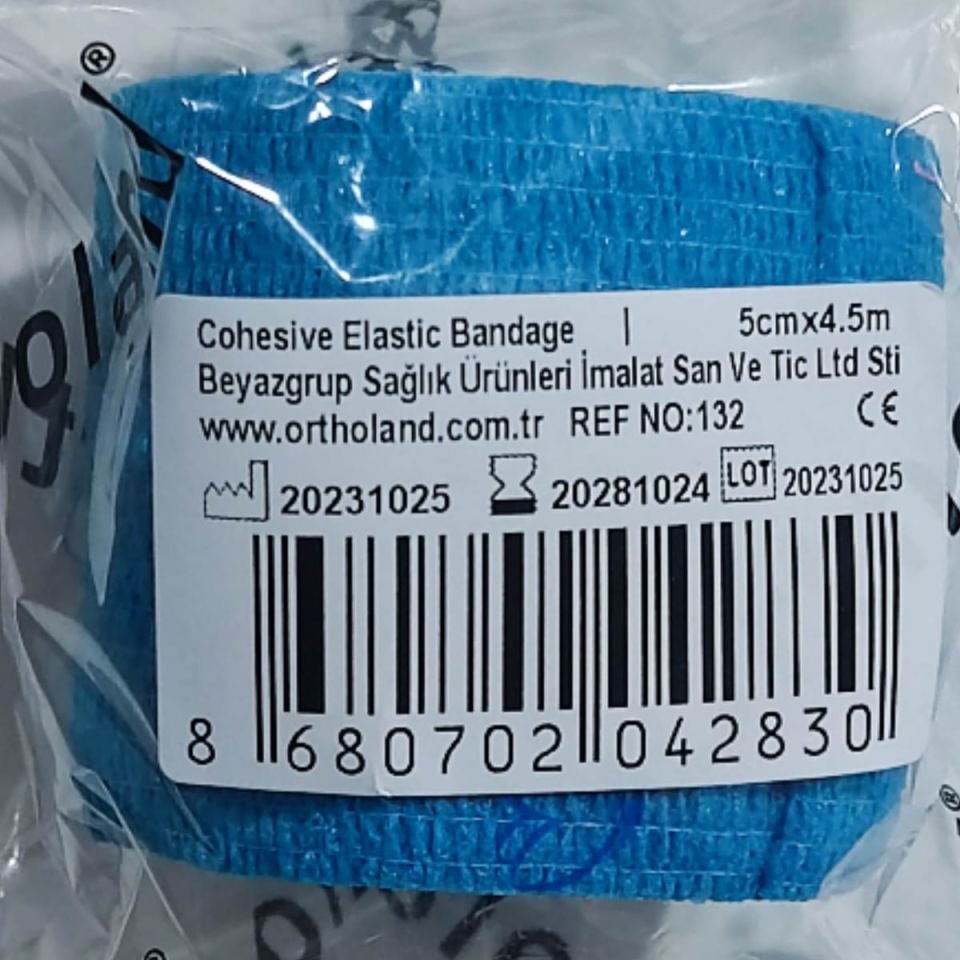 Cohesive Elastic Bandage | 5cmx4.5m
Beyazgrup Sağlık Ürünleri İmalat San Ve Tic Ltd Sti
www.ortholand.com.tr REF NO:132 CE
20231025 20281024 LOT 20231025
8 680702 042830